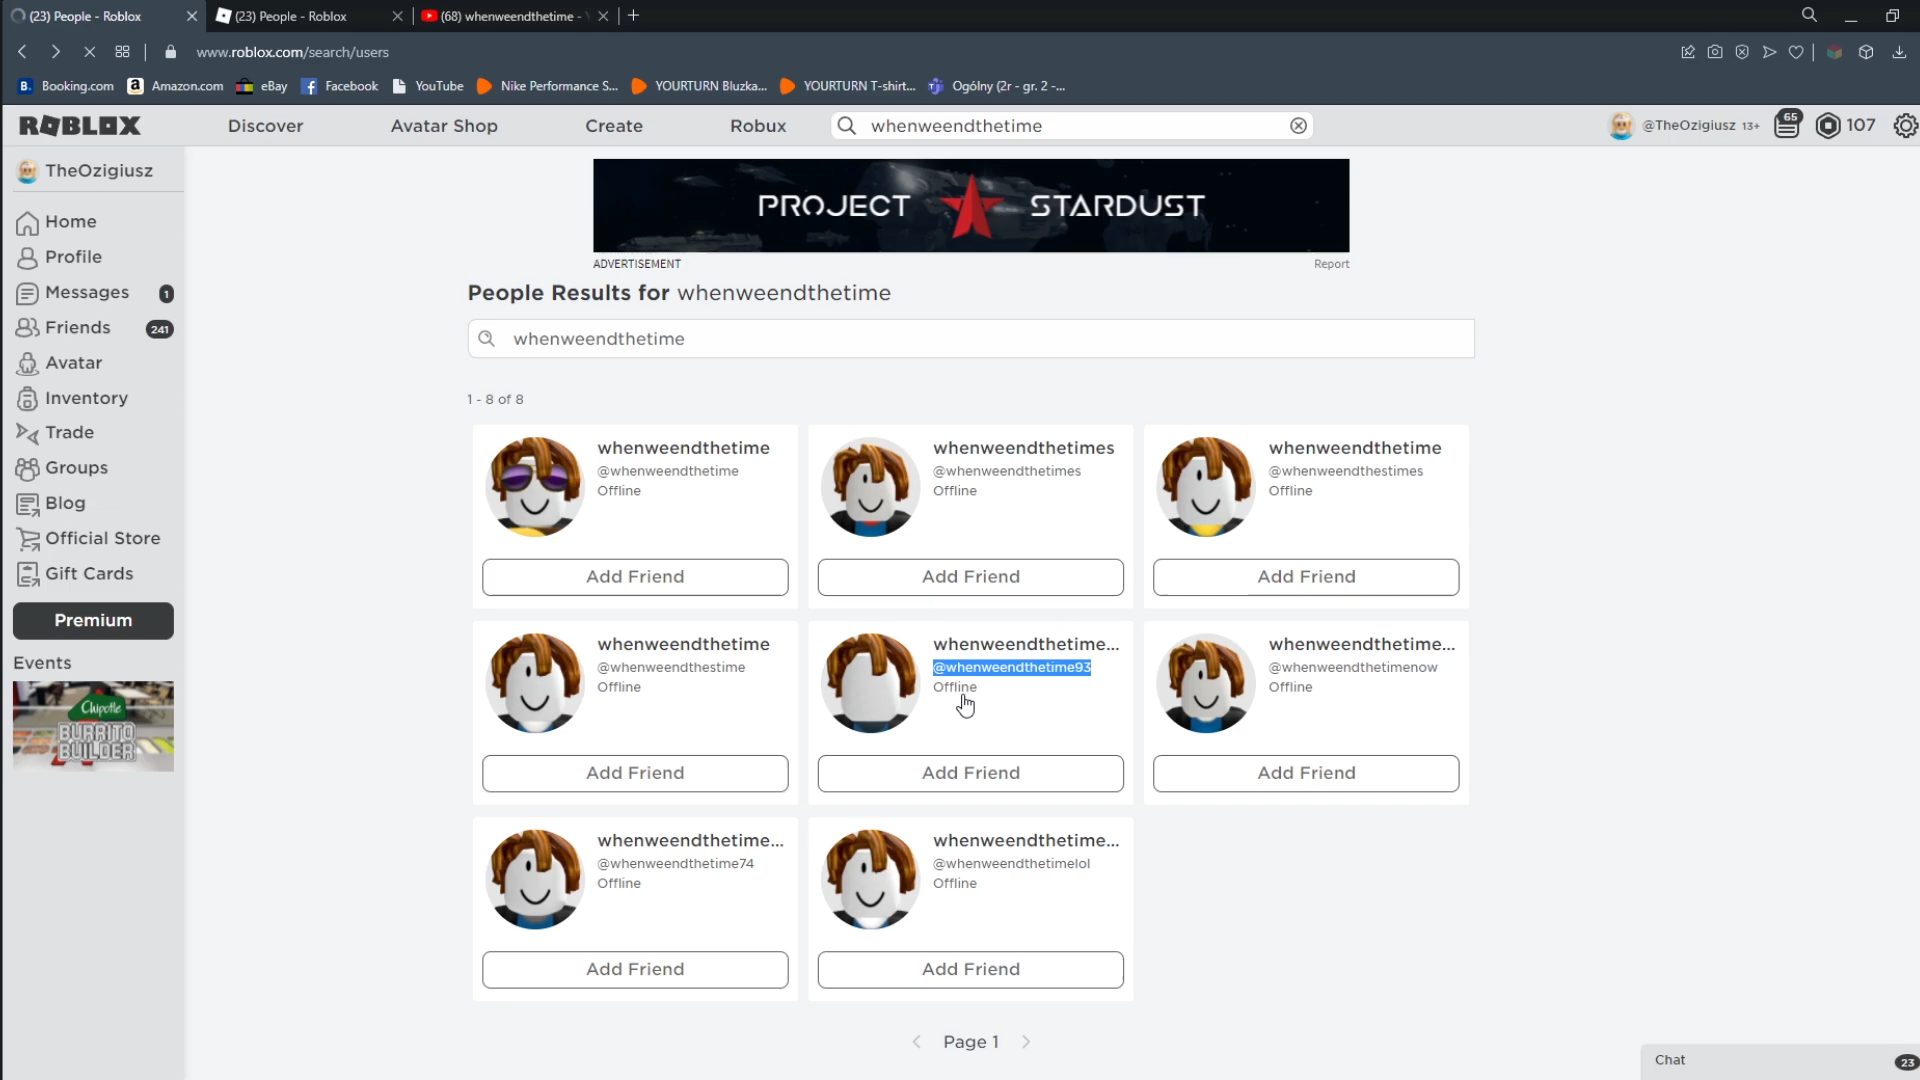 (23) People - Roblox
(23) People - Roblox
(68) whenweendthetime -
www.roblox.com/search/users
B. Booking.com
a Amazon.com
eBay
Facebook
YouTube
Nike Performance S...
YOURTURN Bluzka...
YOURTURN T-shirt...
Ogólny (2r - gr. 2 -...
ROBLOX
Discover
Avatar Shop
Create
Robux
whenweendthetime
@TheOzigiusz 13+
65
107
TheOzigiusz
Home
Profile
Messages 1
Friends 241
Avatar
Inventory
Trade
Groups
Blog
Official Store
Gift Cards
Premium
Events
Chipotle
BURRITO
BUILDER
PROJECT STARDUST
ADVERTISEMENT
Report
People Results for whenweendthetime
whenweendthetime
1 - 8 of 8
whenweendthetime
@whenweendthetime
Offline
Add Friend
whenweendthetimes
@whenweendthetimes
Offline
Add Friend
whenweendthetime
@whenweendthestimes
Offline
Add Friend
whenweendthetime
@whenweendthestime
Offline
Add Friend
whenweendthetime...
@whenweendthetime93
Offline
Add Friend
whenweendthetime...
@whenweendthetimenow
Offline
Add Friend
whenweendthetime...
@whenweendthetime74
Offline
Add Friend
whenweendthetime...
@whenweendthetimelol
Offline
Add Friend
Page 1
Chat
23